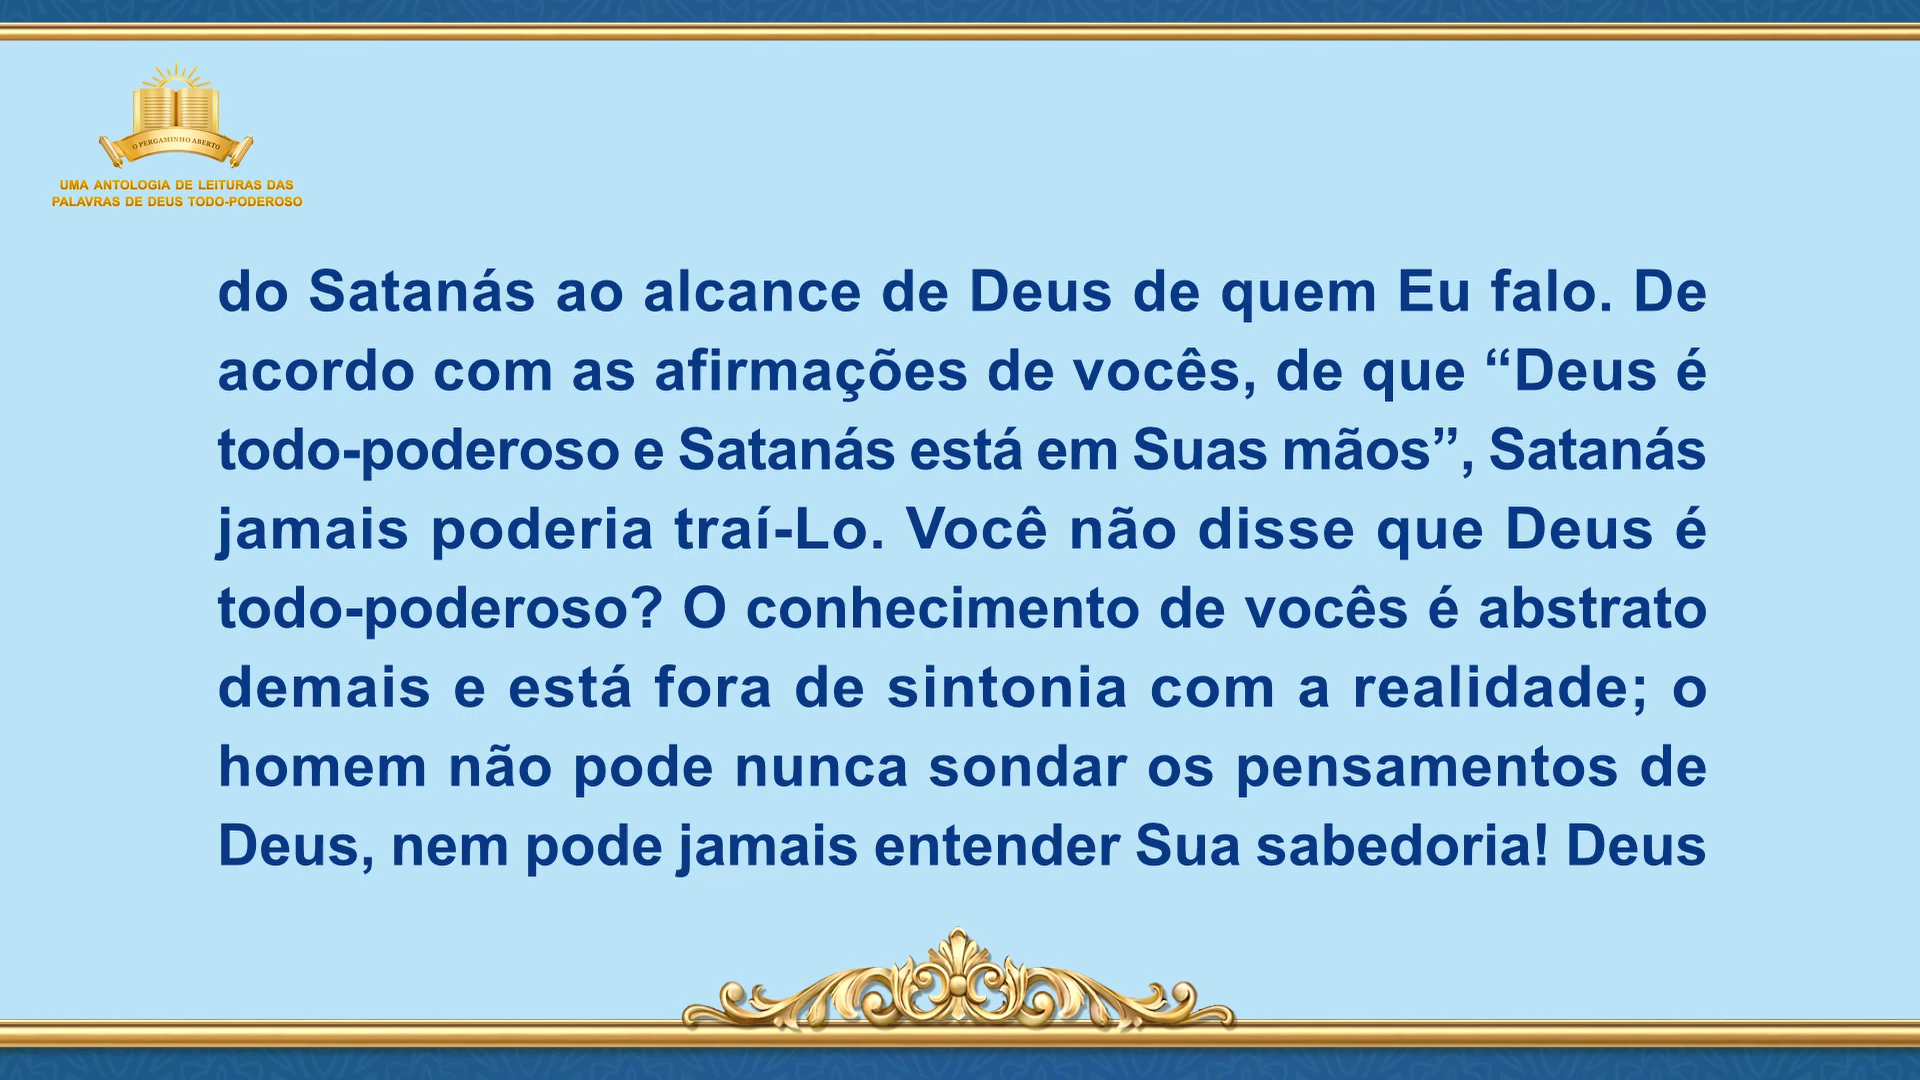 O PERGAMINHO ABERTO
UMA ANTOLOGIA DE LEITURAS DAS
PALAVRAS DE DEUS TODO-PODEROSO
do Satanás ao alcance de Deus de quem Eu falo. De
acordo com as afirmações de vocês, de que “Deus é
todo-poderoso e Satanás está em Suas mãos”, Satanás
jamais poderia traí-Lo. Você não disse que Deus é
todo-poderoso? O conhecimento de vocês é abstrato
demais e está fora de sintonia com a realidade; o
homem não pode nunca sondar os pensamentos de
Deus, nem pode jamais entender Sua sabedoria! Deus